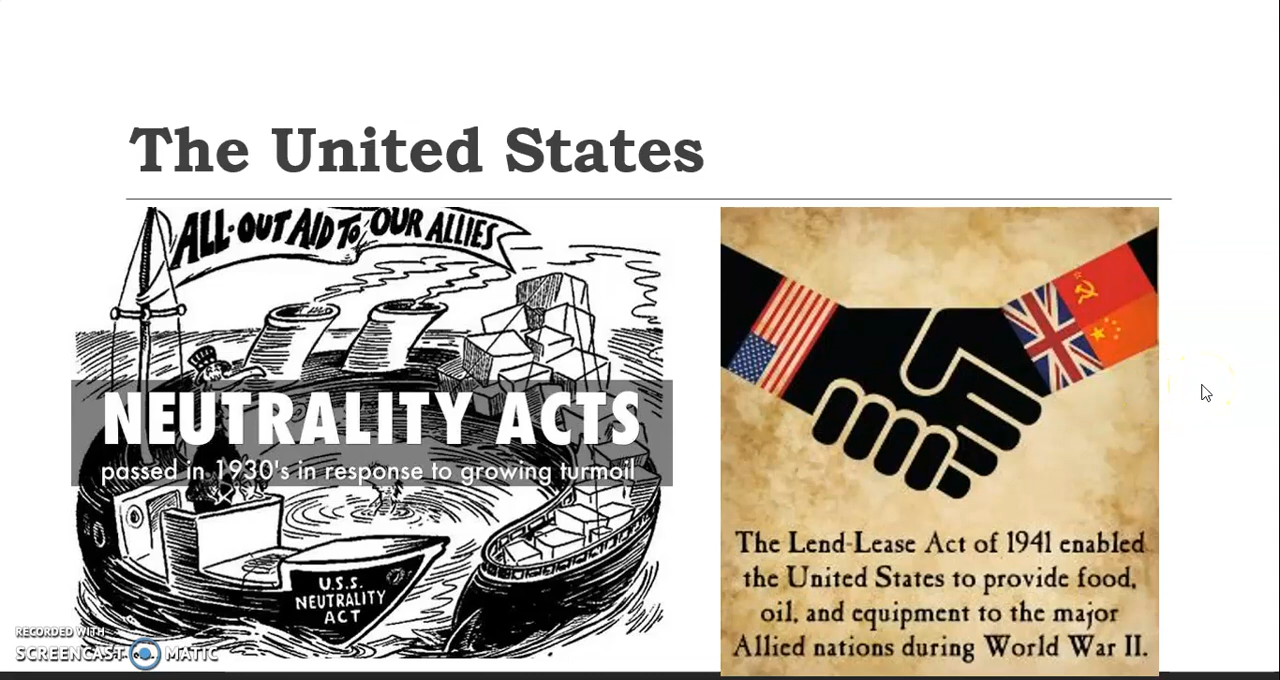 The United States
ALL-OUT AID TO OUR ALLIES
NEUTRALITY ACTS
passed in 1930's in response to growing turmoil
U.S.S.
NEUTRALITY
ACT
The Lend-Lease Act of 1941 enabled
the United States to provide food,
oil, and equipment to the major
Allied nations during World War II.
RECORDED WITH
SCREENCAST MATIC